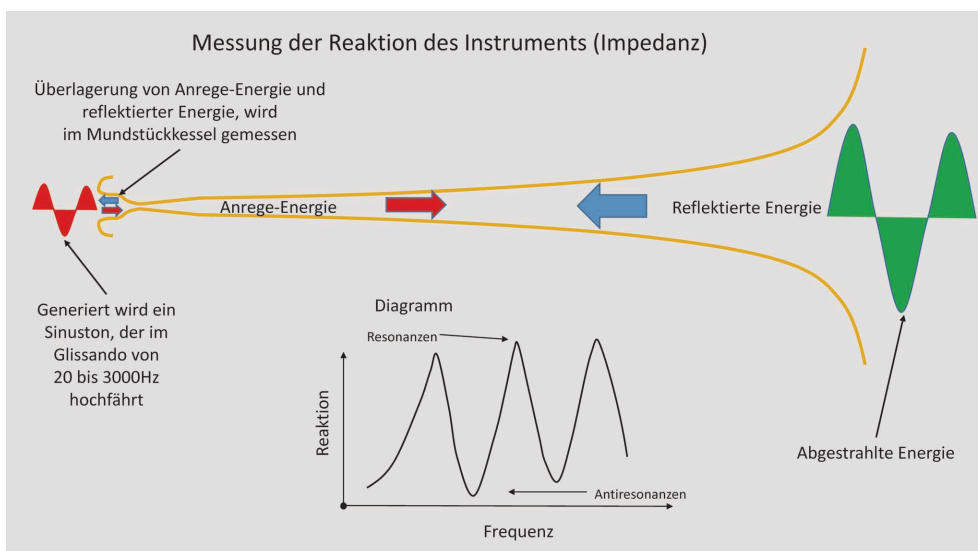 Messung der Reaktion des Instruments (Impedanz)
Überlagerung von Anrege-Energie und
reflektierter Energie, wird
im Mundstückkessel gemessen
Anrege-Energie
Reflektierte Energie
Generiert wird ein
Sinuston, der im
Glissando von
20 bis 3000Hz
hochfährt
Diagramm
Resonanzen
Reaktion
Antiresonanzen
Frequenz
Abgestrahlte Energie